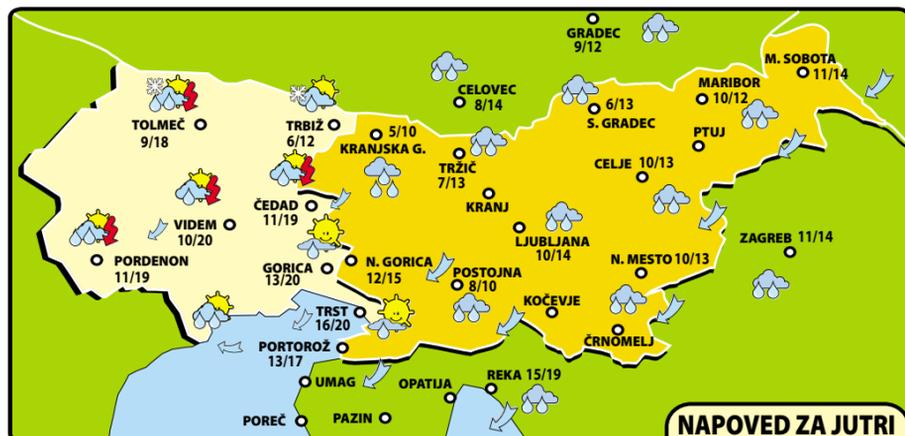 GRADEC
9/12
M. SOBOTA
11/14
CELOVEC
8/14
MARIBOR
10/12
6/13
S. GRADEC
TOLMEČ
9/18
TRBIŽ
6/12
5/10
KRANJSKA G.
PTUJ
TRŽIČ
7/13
CELJE 10/13
ČEDAD
11/19
KRANJ
VIDEM
10/20
LJUBLJANA
10/14
ZAGREB 11/14
PORDENON
11/19
GORICA
13/20
N. GORICA
12/15
POSTOJNA
8/10
N. MESTO 10/13
KOČEVJE
TRST
16/20
ČRNOMELJ
PORTOROŽ
13/17
UMAG
OPATIJA
REKA 15/19
POREČ
PAZIN
NAPOVED ZA JUTRI